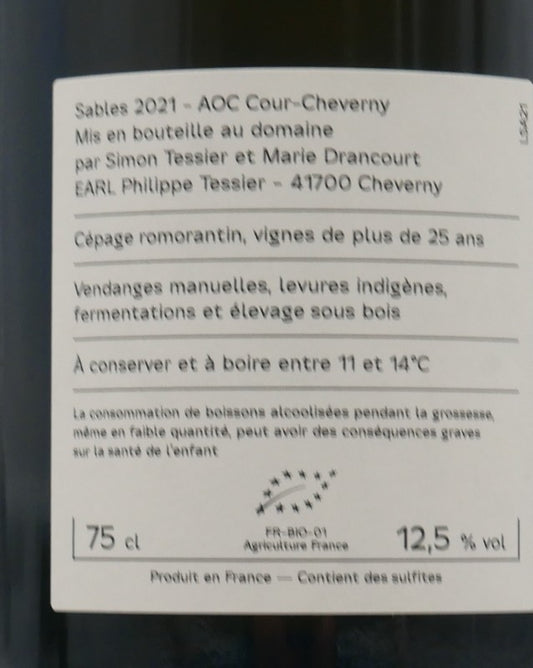 Sables 2021 - AOC Cour-Cheverny
Mis en bouteille au domaine
par Simon Tessier et Marie Drancourt
EARL Philippe Tessier - 41700 Cheverny
LSA21
Cépage romorantin, vignes de plus de 25 ans
Vendanges manuelles, levures indigènes,
fermentations et élevage sous bois
À conserver et à boire entre 11 et 14°C
La consommation de boissons alcoolisées pendant la grossesse,
même en faible quantité, peut avoir des conséquences graves
sur la santé de l'enfant
75 cl
FR-BIO-01
Agriculture France
12,5 % vol
Produit en France — Contient des sulfites